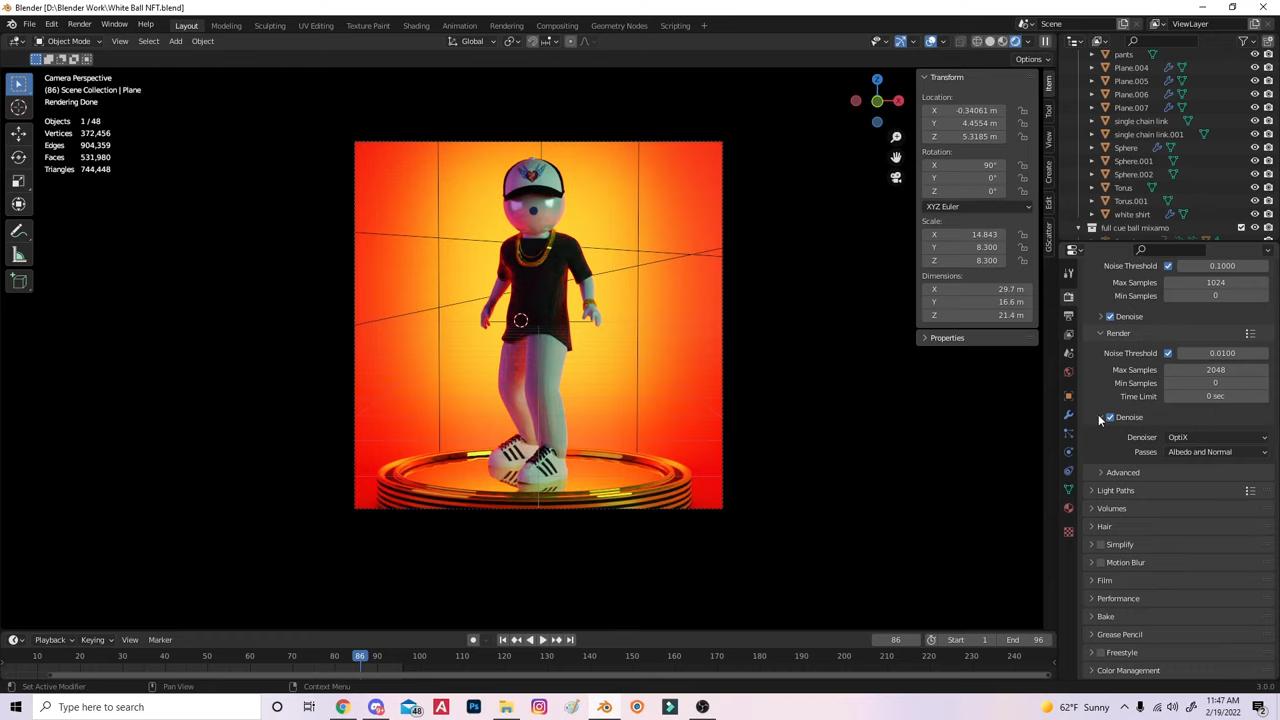 Blender [D:\Blender Work\White Ball NFT.blend]
File Edit Render Window Help Layout Modeling Sculpting UV Editing Texture Paint Shading Animation Rendering Compositing Geometry Nodes Scripting + Scene ViewLayer
Object Mode View Select Add Object Global
Options
Camera Perspective
(86) Scene Collection | Plane
Rendering Done
Objects 1 / 48
Vertices 372,456
Edges 904,359
Faces 531,980
Triangles 744,448
Z
X
Transform
Location:
X -0.34061 m
Y 4.4554 m
Z 5.3185 m
Rotation:
X 90°
Y 0°
Z 0°
XYZ Euler
Scale:
X 14.843
Y 8.300
Z 8.300
Dimensions:
X 29.7 m
Y 16.6 m
Z 21.4 m
Properties
Item
Tool
View
Create
Edit
GScatter
pants
Plane.004
Plane.005
Plane.006
Plane.007
single chain link
single chain link.001
Sphere
Sphere.001
Sphere.002
Torus
Torus.001
white shirt
full cue ball mixamo
Noise Threshold 0.1000
Max Samples 1024
Min Samples 0
Denoise
Render
Noise Threshold 0.0100
Max Samples 2048
Min Samples 0
Time Limit 0 sec
Denoise
Denoiser OptiX
Passes Albedo and Normal
Advanced
Light Paths
Volumes
Hair
Simplify
Motion Blur
Film
Performance
Bake
Grease Pencil
Freestyle
Color Management
Playback Keying View Marker 86 Start 1 End 96
10 20 30 40 50 60 70 80 86 90 100 110 120 130 140 150 160 170 180 190 200 210 220 230 240
Set Active Modifier Pan View Context Menu 3.0.0
Type here to search 48 62°F Sunny 11:47 AM
2/19/2022 2